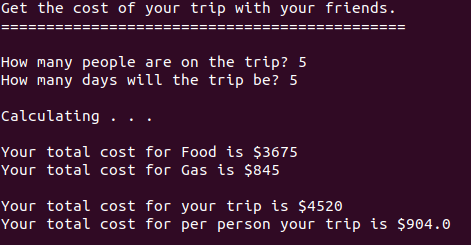 Get the cost of your trip with your friends.
=============================================
How many people are on the trip? 5
How many days will the trip be? 5
Calculating . . .
Your total cost for Food is $3675
Your total cost for Gas is $845
Your total cost for your trip is $4520
Your total cost for per person your trip is $904.0